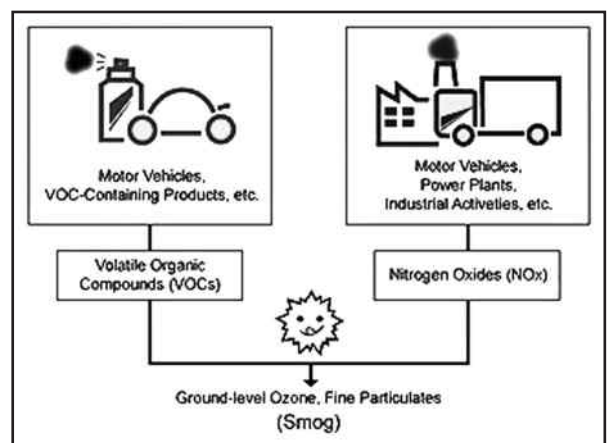 Motor Vehicles,
VOC-Containing Products, etc.
Motor Vehicles,
Power Plants,
Industrial Activeties, etc.
Volatile Organic
Compounds (VOCs)
Nitrogen Oxides (NOx)
Ground-level Ozone, Fine Particulates
(Smog)